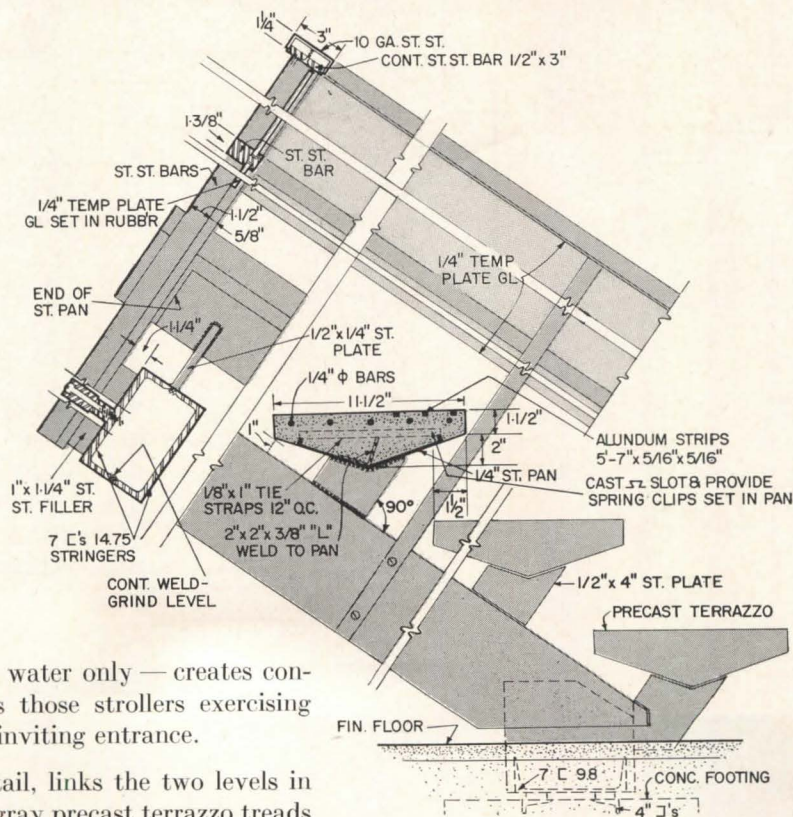 1¼"
3"
10 GA. ST. ST.
CONT. ST. ST. BAR 1/2" x 3"
1-3/8"
ST. ST. BARS
ST. ST.
BAR
1/4" TEMP PLATE
GL SET IN RUBB'R
1-1/2"
5/8"
1/4" TEMP
PLATE GL
END OF
ST. PAN
1-1/4"
1/2" x 1/4" ST.
PLATE
1/4" ɸ BARS
11-1/2"
1-1/2"
1"
2"
1/4" ST. PAN
ALUNDUM STRIPS
5'-7" x 5/16" x 5/16"
CAST SLOT & PROVIDE
SPRING CLIPS SET IN PAN
1" x 1-1/4" ST.
ST. FILLER
1/8" x 1" TIE
STRAPS 12" O.C.
90°
1½"
2" x 2" x 3/8" "L"
WELD TO PAN
7 ⊏'s 14.75
STRINGERS
CONT. WELD-
GRIND LEVEL
1/2" x 4" ST. PLATE
PRECAST TERRAZZO
water only — creates con-
s those strollers exercising
inviting entrance.
FIN. FLOOR
tail, links the two levels in
gray precast terrazzo treads
7 ⊏ 9.8
CONC. FOOTING
4" ⊐'s